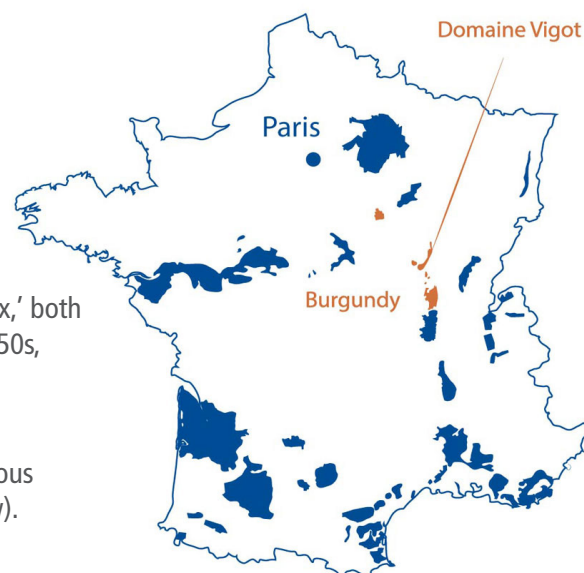 Domaine Vigot
Paris
Burgundy
x,’ both
50s,
ous
).